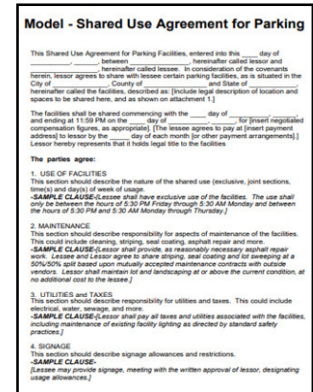 Model - Shared Use Agreement for Parking
This Shared Use Agreement for Parking Facilities, entered into this ____ day of
________, ______, between ____________, hereinafter called lessor and
________________, hereinafter called lessee. In consideration of the covenants
herein, lessor agrees to share with lessee certain parking facilities, as is situated in the
City of ____________, County of ____________ and State of ____________,
hereinafter called the facilities, described as: [Include legal description of location and
spaces to be shared here, and as shown on attachment 1.]
The facilities shall be shared commencing with the ____ day of ____________, ______,
and ending at 11:59 PM on the ____ day of __________, ______, for [insert negotiated
compensation figures, as appropriate]. [The lessee agrees to pay at [insert payment
address] to lessor by the ______ day of each month [or other payment arrangements].]
Lessor hereby represents that it holds legal title to the facilities
The parties agree:
1. USE OF FACILITIES
This section should describe the nature of the shared use (exclusive, joint sections,
time(s) and day(s) of week of usage.
-SAMPLE CLAUSE-[Lessee shall have exclusive use of the facilities. The use shall
only be between the hours of 5:30 PM Friday through 5:30 AM Monday and between
the hours of 5:30 PM and 5:30 AM Monday through Thursday.]
2. MAINTENANCE
This section should describe responsibility for aspects of maintenance of the facilities.
This could include cleaning, striping, seal coating, asphalt repair and more.
-SAMPLE CLAUSE-[Lessor shall provide, as reasonably necessary asphalt repair
work. Lessee and Lessor agree to share striping, seal coating and lot sweeping at a
50%/50% split based upon mutually accepted maintenance contracts with outside
vendors. Lessor shall maintain lot and landscaping at or above the current condition, at
no additional cost to the lessee.]
3. UTILITIES and TAXES
This section should describe responsibility for utilities and taxes. This could include
electrical, water, sewage, and more.
-SAMPLE CLAUSE-[Lessor shall pay all taxes and utilities associated with the facilities,
including maintenance of existing facility lighting as directed by standard safety
practices.]
4. SIGNAGE
This section should describe signage allowances and restrictions.
-SAMPLE CLAUSE-
[Lessee may provide signage, meeting with the written approval of lessor, designating
usage allowances.]